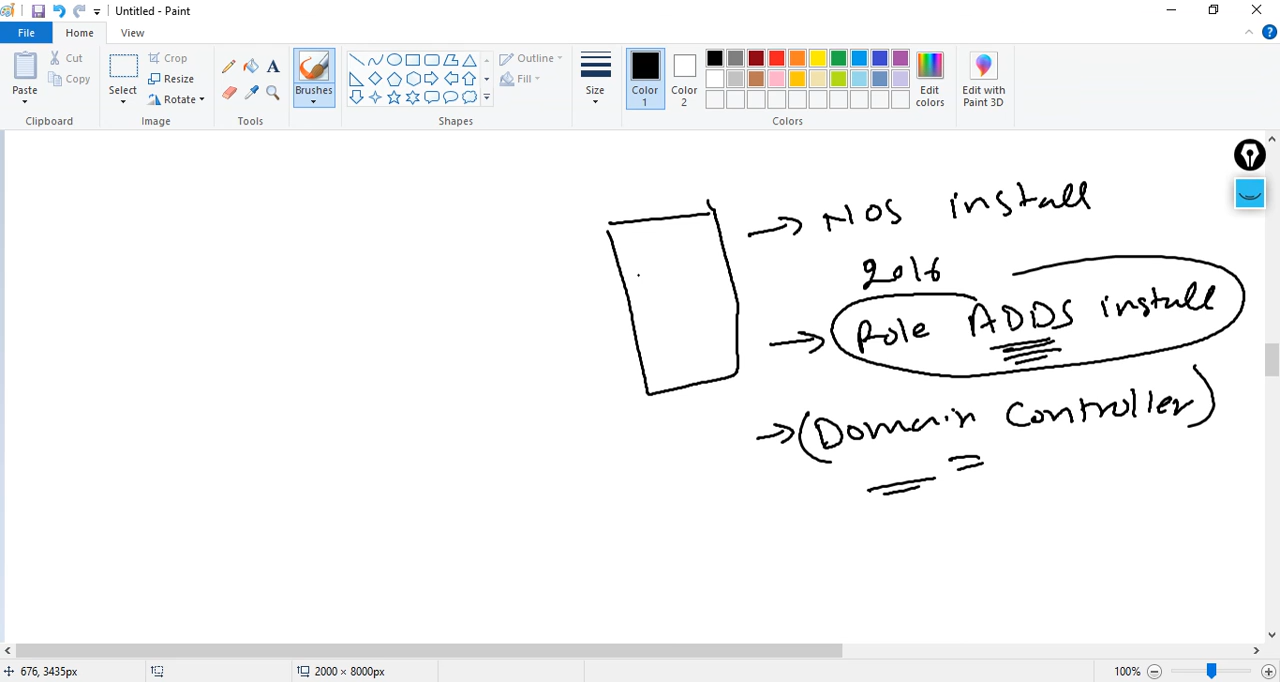 Untitled - Paint
File Home View
Paste Cut Copy Clipboard
Select Crop Resize Rotate Image
A Tools
Brushes
Outline Fill Shapes
Size
Color 1 Color 2 Edit colors Colors
Edit with Paint 3D
→ NOS install
2016
→ Role ADDS install
→ (Domain Controller)
676, 3435px 2000 × 8000px 100%